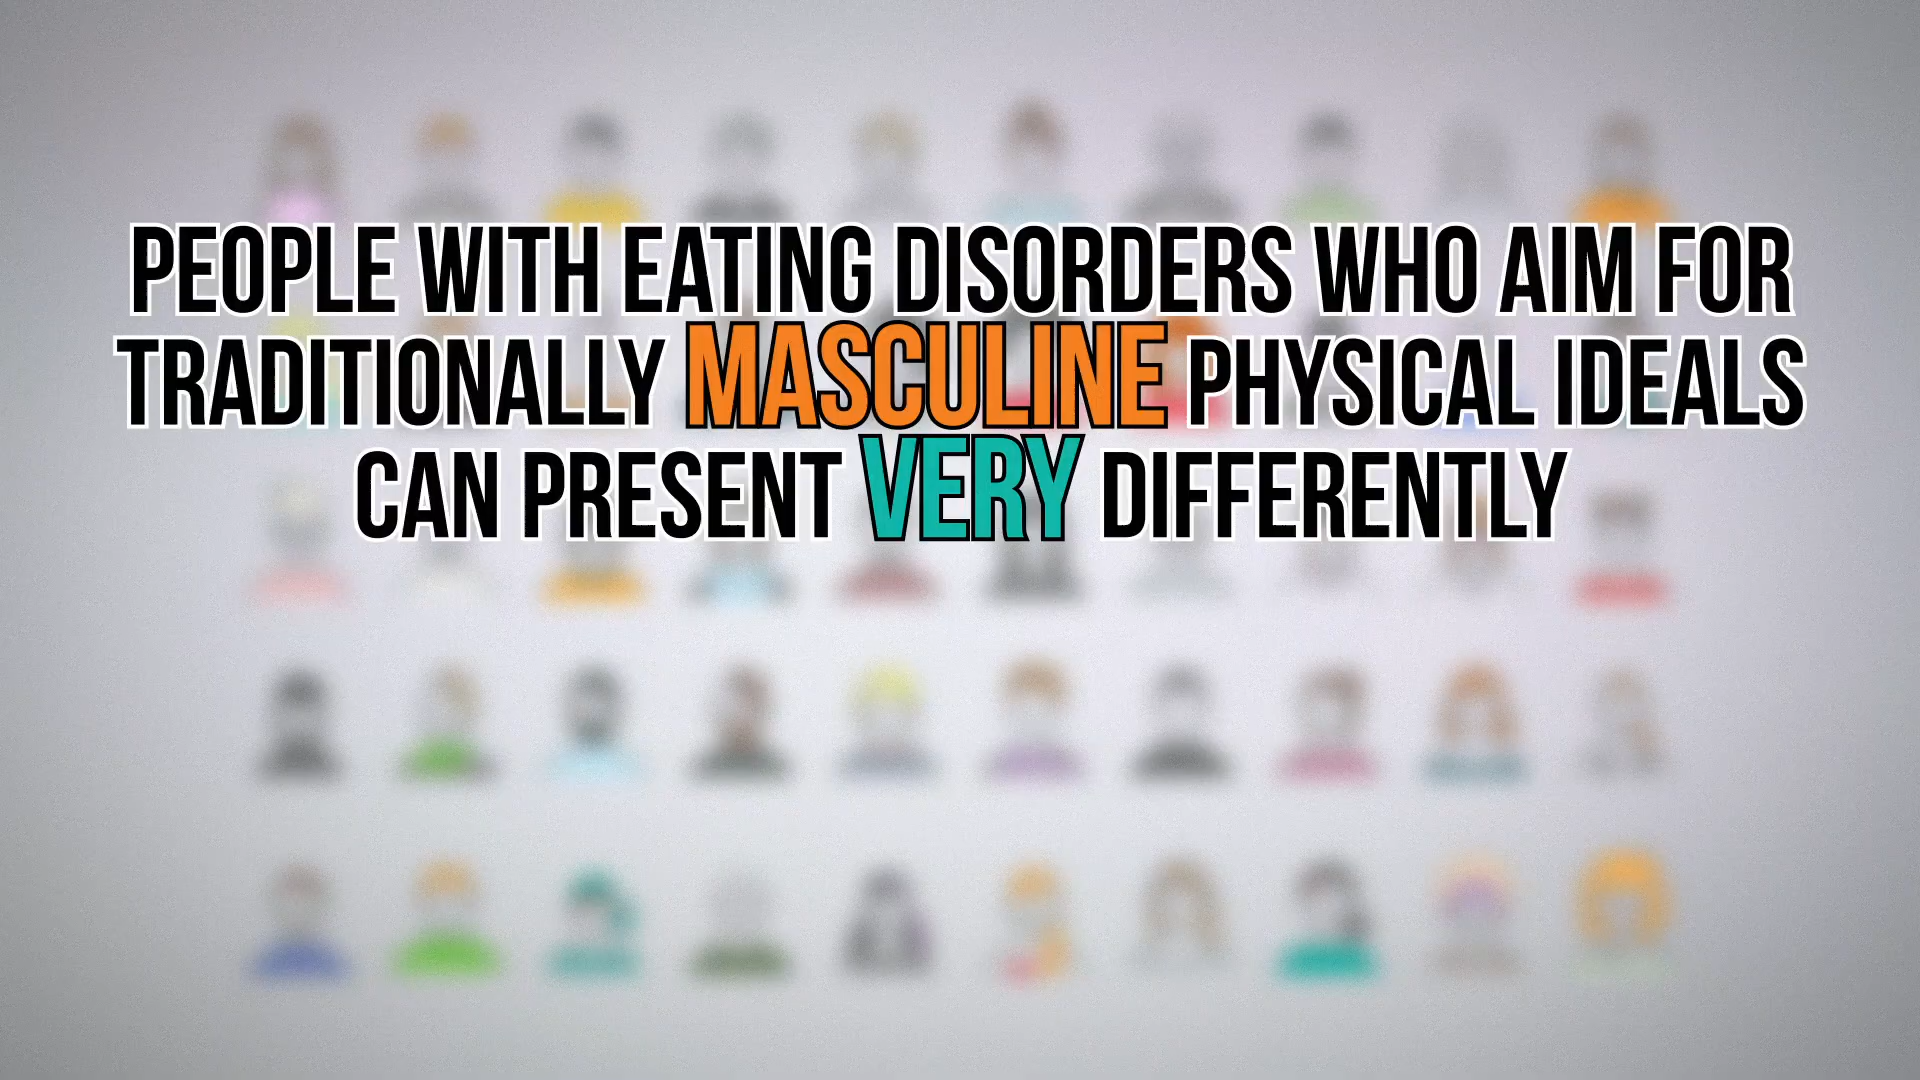 PEOPLE WITH EATING DISORDERS WHO AIM FOR
TRADITIONALLY MASCULINE PHYSICAL IDEALS
CAN PRESENT VERY DIFFERENTLY